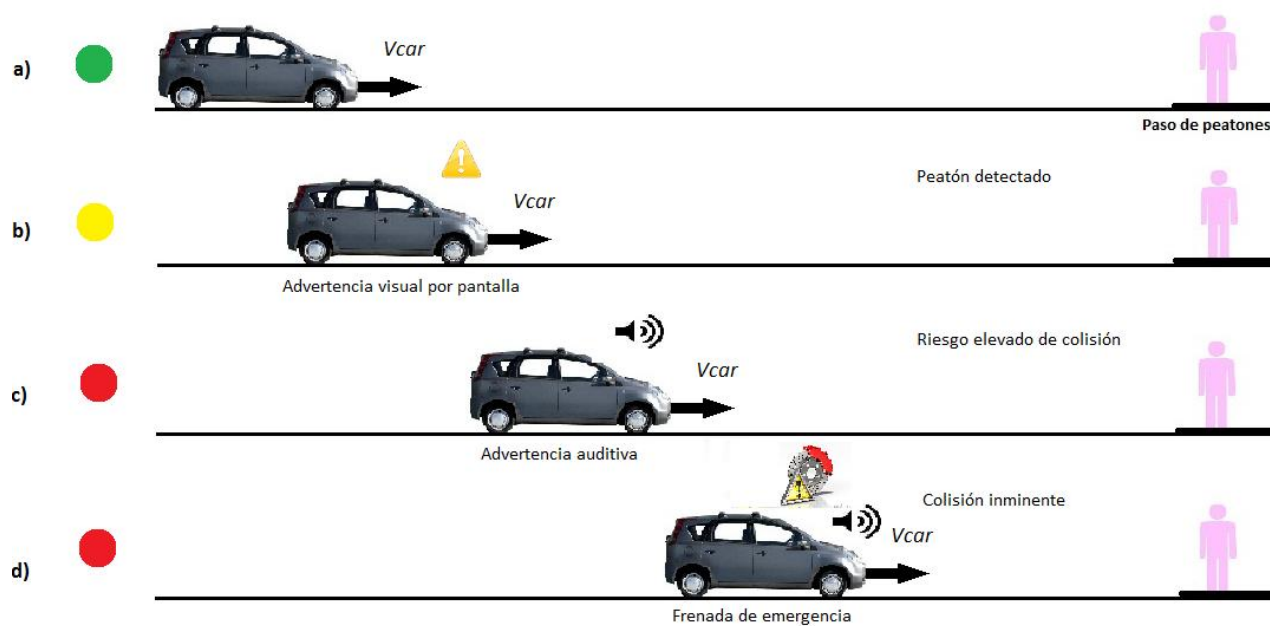 a)
Vcar
Paso de peatones
Peatón detectado
b)
Vcar
Advertencia visual por pantalla
Riesgo elevado de colisión
c)
Vcar
Advertencia auditiva
Colisión inminente
d)
Vcar
Frenada de emergencia